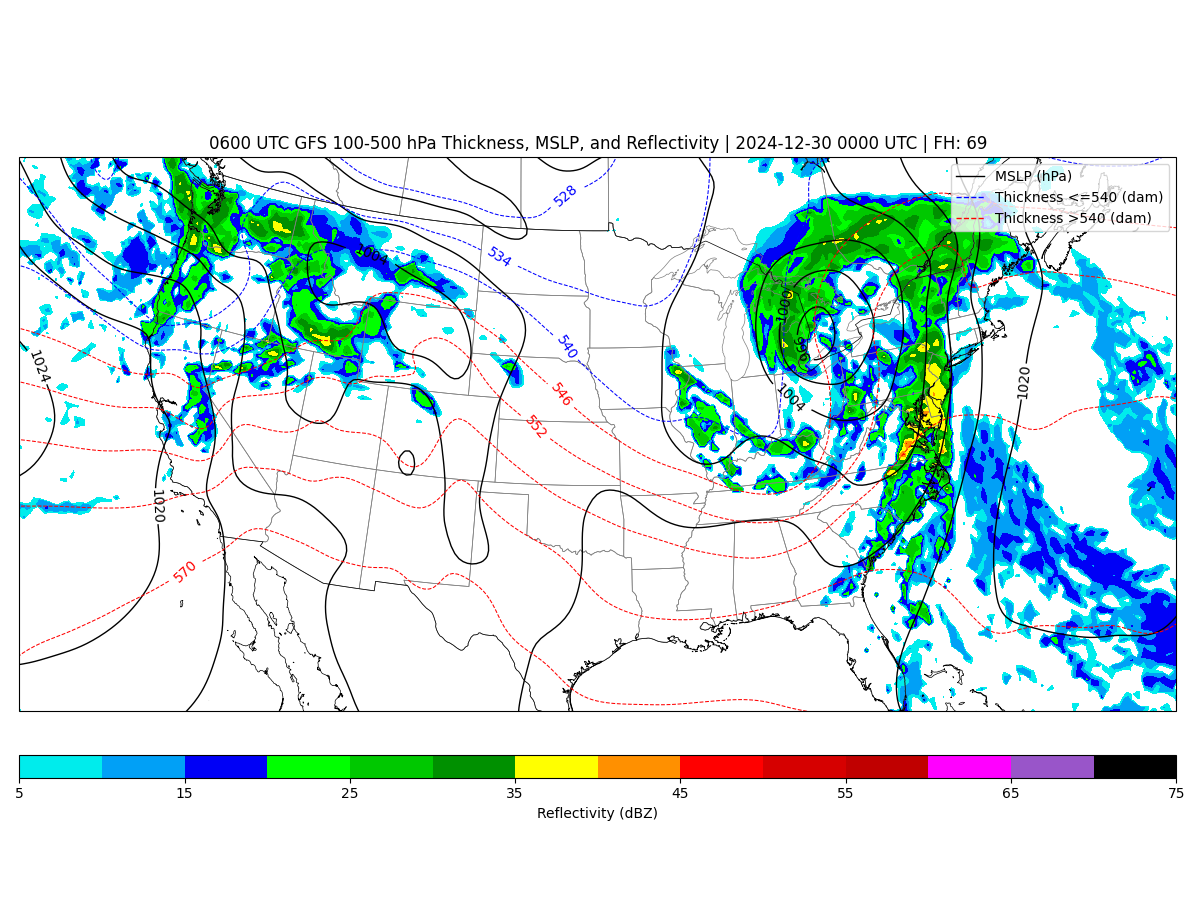 0600 UTC GFS 100-500 hPa Thickness, MSLP, and Reflectivity | 2024-12-30 0000 UTC | FH: 69
MSLP (hPa)
Thickness <=540 (dam)
Thickness >540 (dam)
528
534
1004
1000
996
540
1024
1020
546
1004
552
1020
570
5 15 25 35 45 55 65 75
Reflectivity (dBZ)